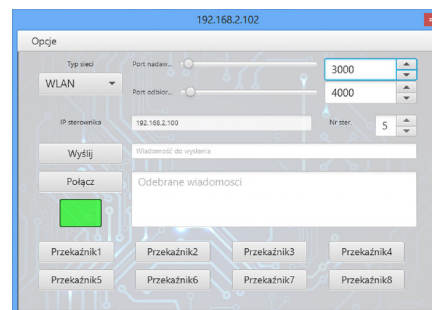 192.168.2.102
Opcje
Typ sieci
Port nadaw...
3000
WLAN
Port odbior...
4000
IP sterownika
192.168.2.100
Nr ster.
5
Wyślij
Wiadomość do wysłania
Połącz
Odebrane wiadomosci
Przekaźnik1 Przekaźnik2 Przekaźnik3 Przekaźnik4
Przekaźnik5 Przekaźnik6 Przekaźnik7 Przekaźnik8